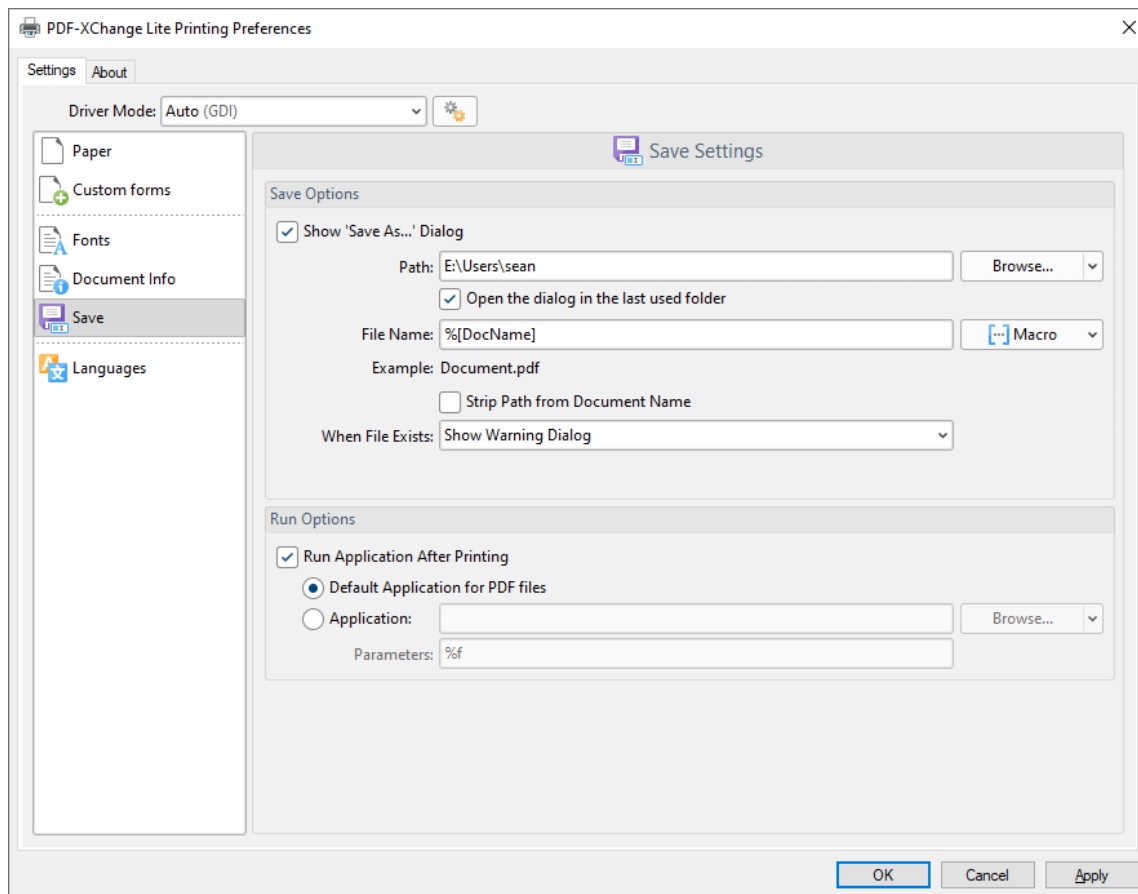 PDF-XChange Lite Printing Preferences
Settings About
Driver Mode: Auto (GDI)
Paper
Custom forms
Fonts
Document Info
Save
Languages
Save Settings
Save Options
Show 'Save As...' Dialog
Path: E:\Users\sean Browse...
Open the dialog in the last used folder
File Name: %[DocName] Macro
Example: Document.pdf
Strip Path from Document Name
When File Exists: Show Warning Dialog
Run Options
Run Application After Printing
Default Application for PDF files
Application: Browse...
Parameters: %f
OK Cancel Apply